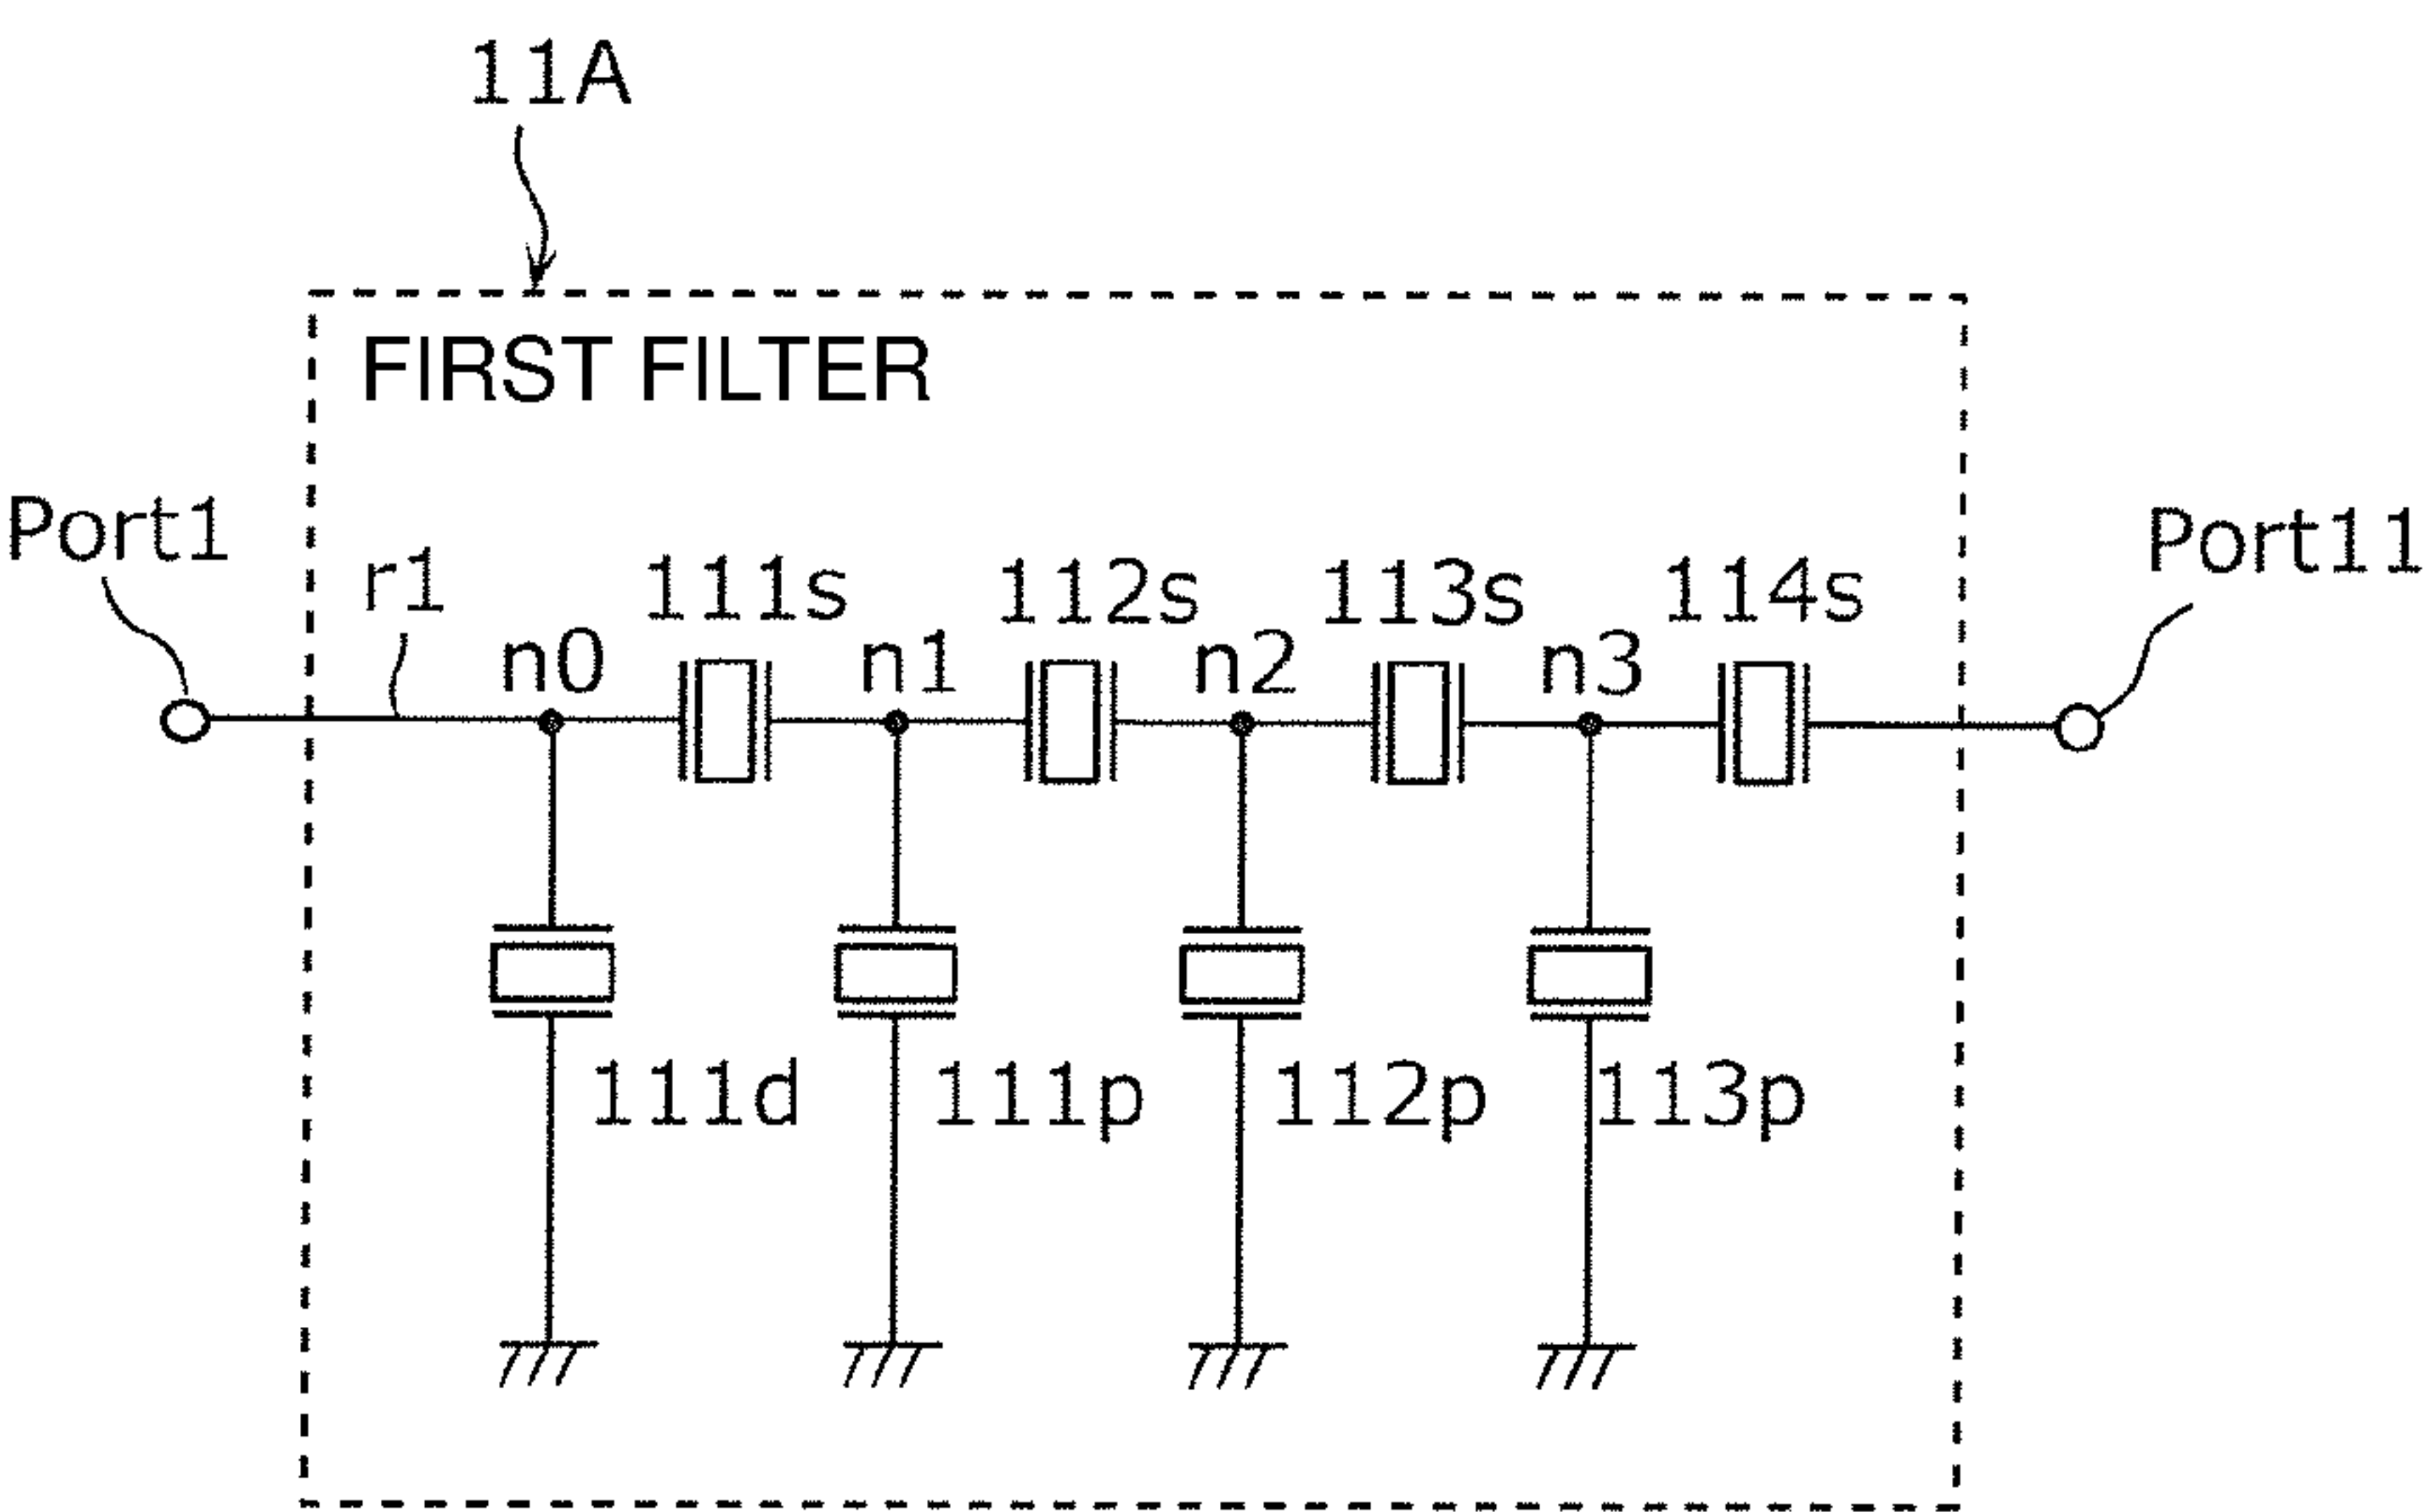 11A
FIRST FILTER
Port1
r1
n0
111s
n1
112s
n2
113s
n3
114s
Port11
111d
111p
112p
113p